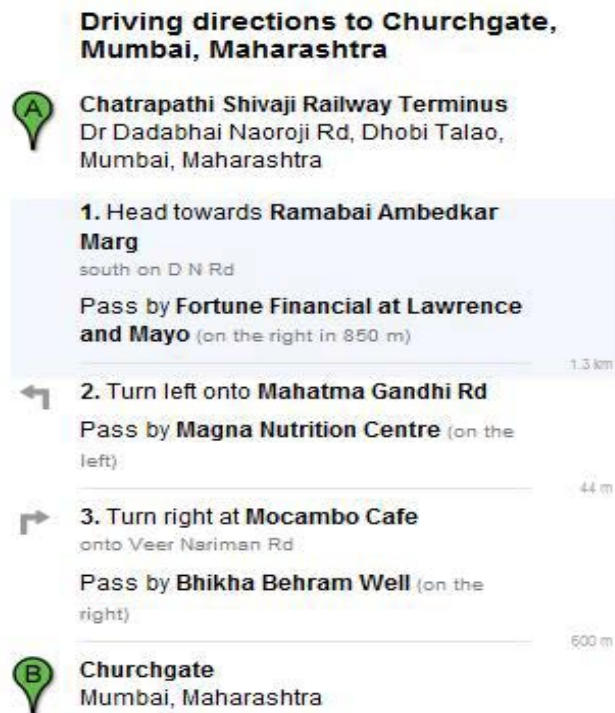 Driving directions to Churchgate,
Mumbai, Maharashtra
A
Chatrapathi Shivaji Railway Terminus
Dr Dadabhai Naoroji Rd, Dhobi Talao,
Mumbai, Maharashtra
1. Head towards Ramabai Ambedkar
Marg
south on D N Rd
Pass by Fortune Financial at Lawrence
and Mayo (on the right in 850 m)
1.3 km
2. Turn left onto Mahatma Gandhi Rd
Pass by Magna Nutrition Centre (on the
left)
44 m
3. Turn right at Mocambo Cafe
onto Veer Nariman Rd
Pass by Bhikha Behram Well (on the
right)
600 m
B
Churchgate
Mumbai, Maharashtra